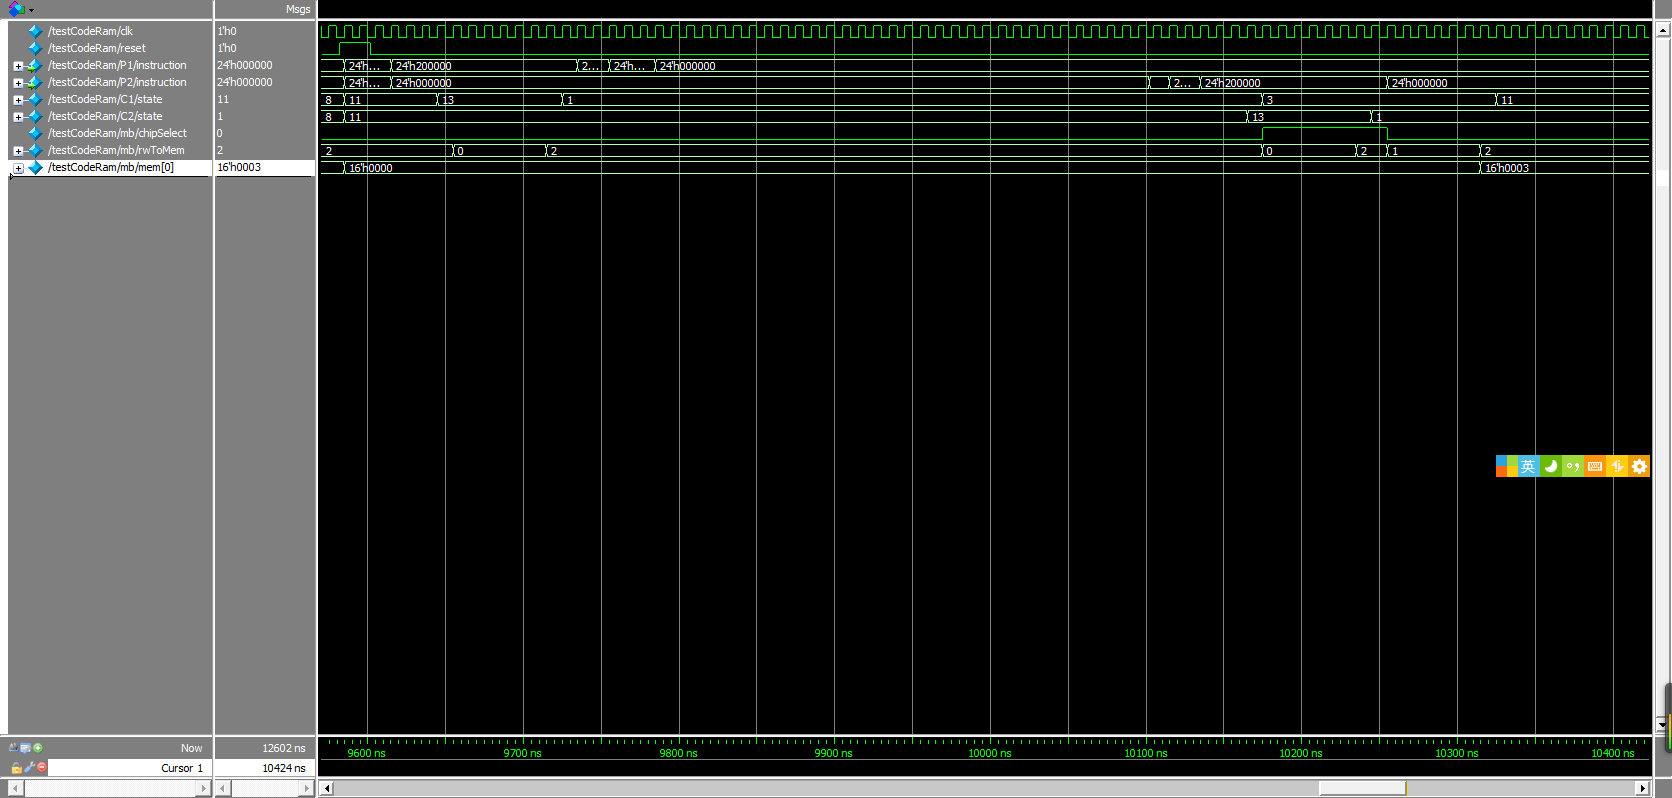 Msgs
/testCodeRam/clk 1'h0
/testCodeRam/reset 1'h0
/testCodeRam/P1/instruction 24'h000000 24'h... 24'h200000 2... 24'h... 24'h000000
/testCodeRam/P2/instruction 24'h000000 24'h... 24'h000000 2... 24'h200000 24'h000000
/testCodeRam/C1/state 11 8 11 13 1 3 11
/testCodeRam/C2/state 1 8 11 13 1
/testCodeRam/mb/chipSelect 0
/testCodeRam/mb/rwToMem 2 2 0 2 0 2 1 2
/testCodeRam/mb/mem[0] 16'h0003 16'h0000 16'h0003
英
Now 12602 ns 9600 ns 9700 ns 9800 ns 9900 ns 10000 ns 10100 ns 10200 ns 10300 ns 10400 ns
Cursor 1 10424 ns